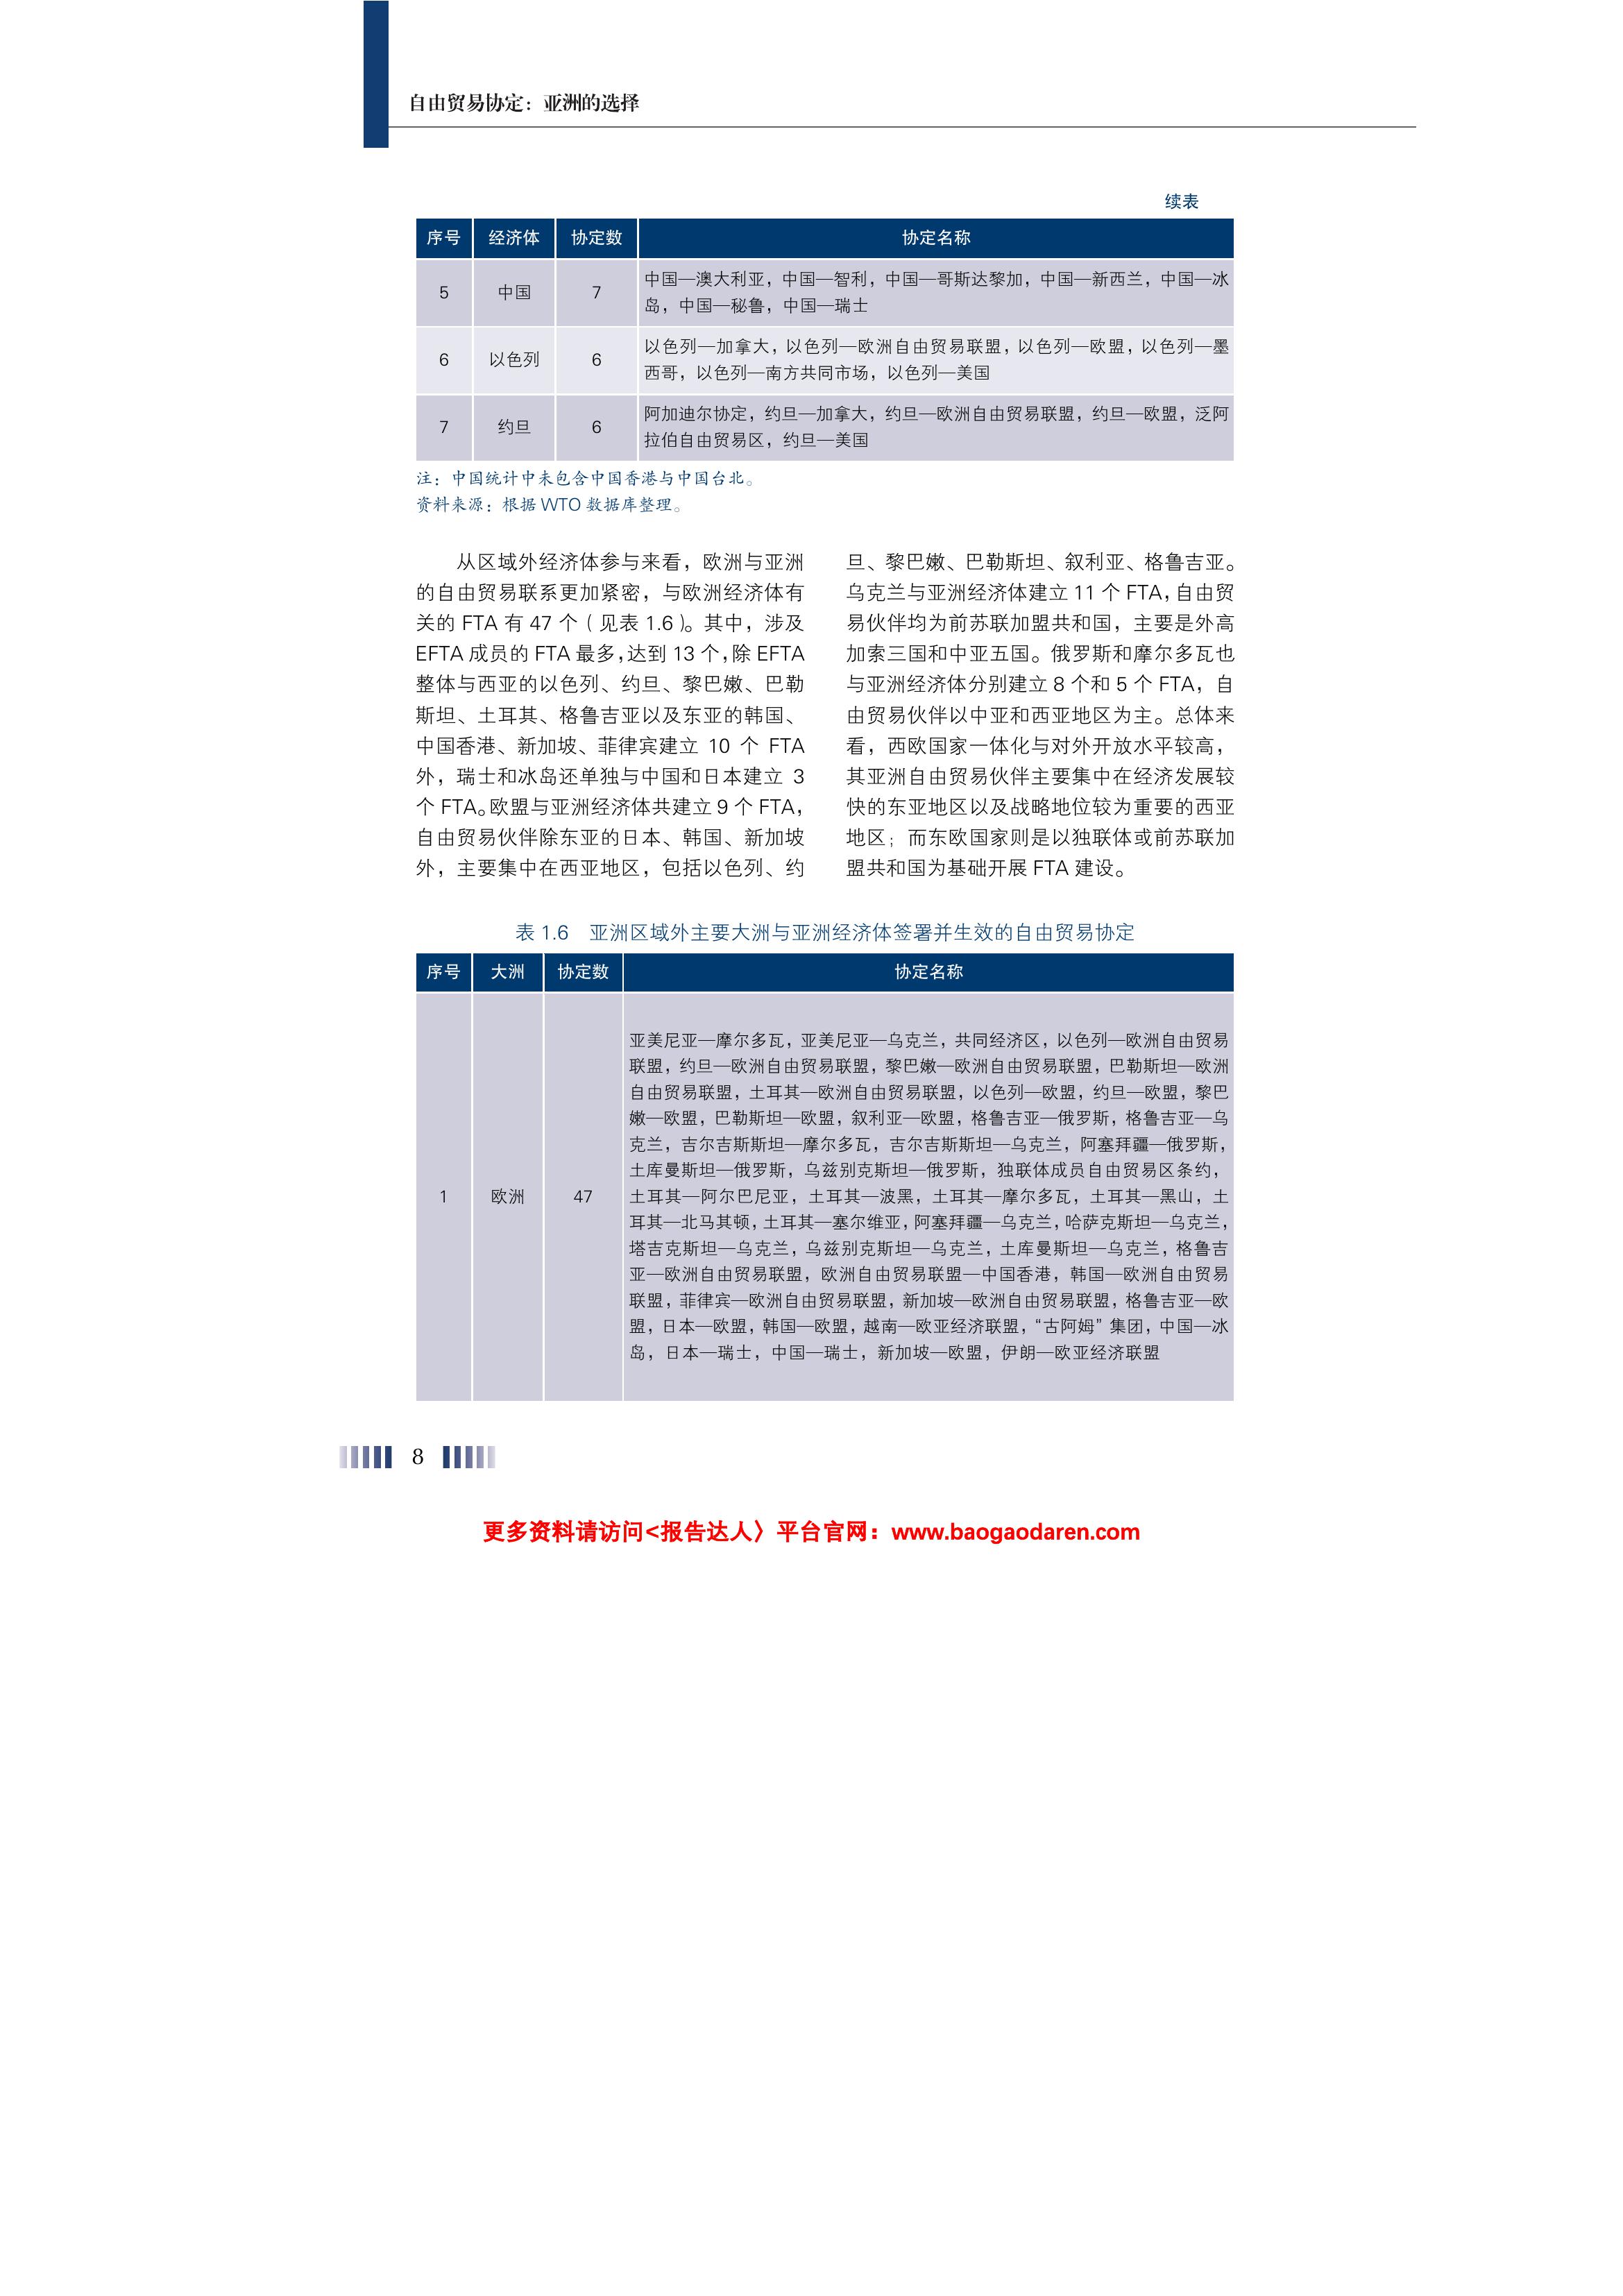 自由贸易协定：亚洲的选择
续表
序号 经济体 协定数 协定名称
5 中国 7 中国—澳大利亚，中国—智利，中国—哥斯达黎加，中国—新西兰，中国—冰
岛，中国—秘鲁，中国—瑞士
6 以色列 6 以色列—加拿大，以色列—欧洲自由贸易联盟，以色列—欧盟，以色列—墨
西哥，以色列—南方共同市场，以色列—美国
7 约旦 6 阿加迪尔协定，约旦—加拿大，约旦—欧洲自由贸易联盟，约旦—欧盟，泛阿
拉伯自由贸易区，约旦—美国
注：中国统计中未包含中国香港与中国台北。
资料来源：根据 WTO 数据库整理。
从区域外经济体参与来看，欧洲与亚洲
的自由贸易联系更加紧密，与欧洲经济体有
关的 FTA 有 47 个（见表 1.6）。其中，涉及
EFTA 成员的 FTA 最多，达到 13 个，除 EFTA
整体与西亚的以色列、约旦、黎巴嫩、巴勒
斯坦、土耳其、格鲁吉亚以及东亚的韩国、
中国香港、新加坡、菲律宾建立 10 个 FTA
外，瑞士和冰岛还单独与中国和日本建立 3
个 FTA。欧盟与亚洲经济体共建立 9 个 FTA，
自由贸易伙伴除东亚的日本、韩国、新加坡
外，主要集中在西亚地区，包括以色列、约
旦、黎巴嫩、巴勒斯坦、叙利亚、格鲁吉亚。
乌克兰与亚洲经济体建立 11 个 FTA，自由贸
易伙伴均为前苏联加盟共和国，主要是外高
加索三国和中亚五国。俄罗斯和摩尔多瓦也
与亚洲经济体分别建立 8 个和 5 个 FTA，自
由贸易伙伴以中亚和西亚地区为主。总体来
看，西欧国家一体化与对外开放水平较高，
其亚洲自由贸易伙伴主要集中在经济发展较
快的东亚地区以及战略地位较为重要的西亚
地区；而东欧国家则是以独联体或前苏联加
盟共和国为基础开展 FTA 建设。
表 1.6 亚洲区域外主要大洲与亚洲经济体签署并生效的自由贸易协定
序号 大洲 协定数 协定名称
1 欧洲 47 亚美尼亚—摩尔多瓦，亚美尼亚—乌克兰，共同经济区，以色列—欧洲自由贸易
联盟，约旦—欧洲自由贸易联盟，黎巴嫩—欧洲自由贸易联盟，巴勒斯坦—欧洲
自由贸易联盟，土耳其—欧洲自由贸易联盟，以色列—欧盟，约旦—欧盟，黎巴
嫩—欧盟，巴勒斯坦—欧盟，叙利亚—欧盟，格鲁吉亚—俄罗斯，格鲁吉亚—乌
克兰，吉尔吉斯斯坦—摩尔多瓦，吉尔吉斯斯坦—乌克兰，阿塞拜疆—俄罗斯，
土库曼斯坦—俄罗斯，乌兹别克斯坦—俄罗斯，独联体成员自由贸易区条约，
土耳其—阿尔巴尼亚，土耳其—波黑，土耳其—摩尔多瓦，土耳其—黑山，土
耳其—北马其顿，土耳其—塞尔维亚，阿塞拜疆—乌克兰，哈萨克斯坦—乌克兰，
塔吉克斯坦—乌克兰，乌兹别克斯坦—乌克兰，土库曼斯坦—乌克兰，格鲁吉
亚—欧洲自由贸易联盟，欧洲自由贸易联盟—中国香港，韩国—欧洲自由贸易
联盟，菲律宾—欧洲自由贸易联盟，新加坡—欧洲自由贸易联盟，格鲁吉亚—欧
盟，日本—欧盟，韩国—欧盟，越南—欧亚经济联盟，“古阿姆”集团，中国—冰
岛，日本—瑞士，中国—瑞士，新加坡—欧盟，伊朗—欧亚经济联盟
8
更多资料请访问<报告达人〉平台官网：www.baogaodaren.com